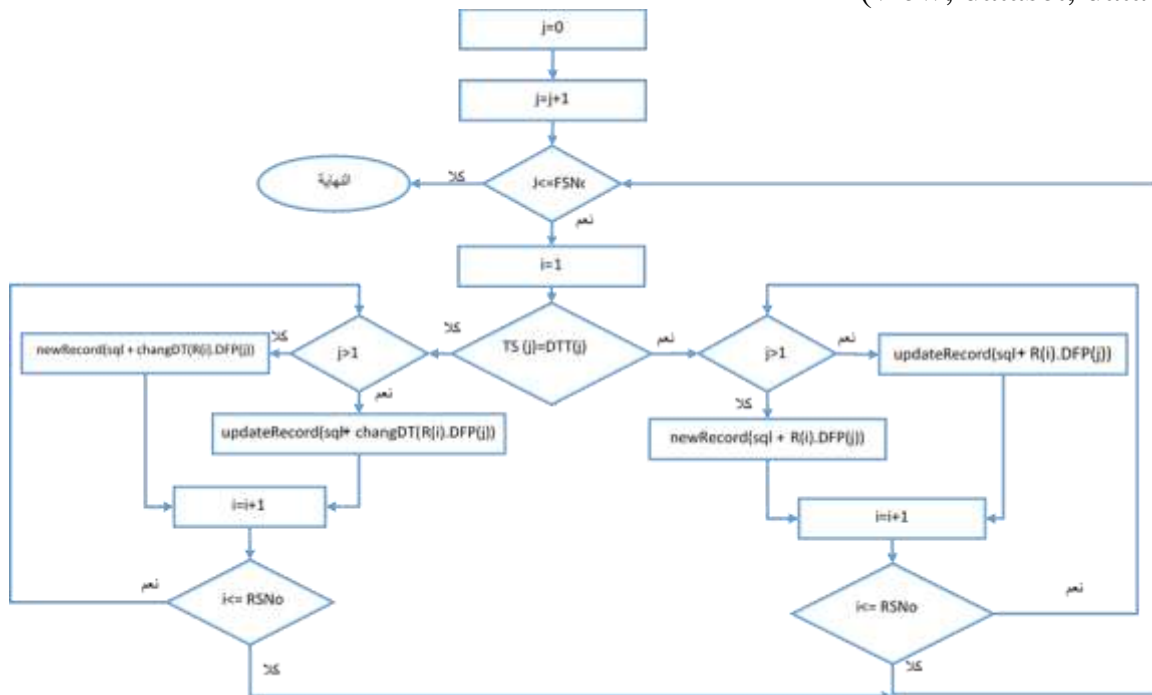 j=0
j=j+1
J<=FSN
كلا
النهاية
نعم
i=1
TS (j)=DTT(j)
كلا
نعم
j>1
كلا
newRecord(sql + changDT(R(i).DFP(j))
نعم
updateRecord(sql+ changDT(R(i).DFP(j))
i=i+1
i<= RSNo
نعم
كلا
j>1
نعم
updateRecord(sql+ R(i).DFP(j))
كلا
newRecord(sql + R(i).DFP(j))
i=i+1
i<= RSNo
نعم
كلا